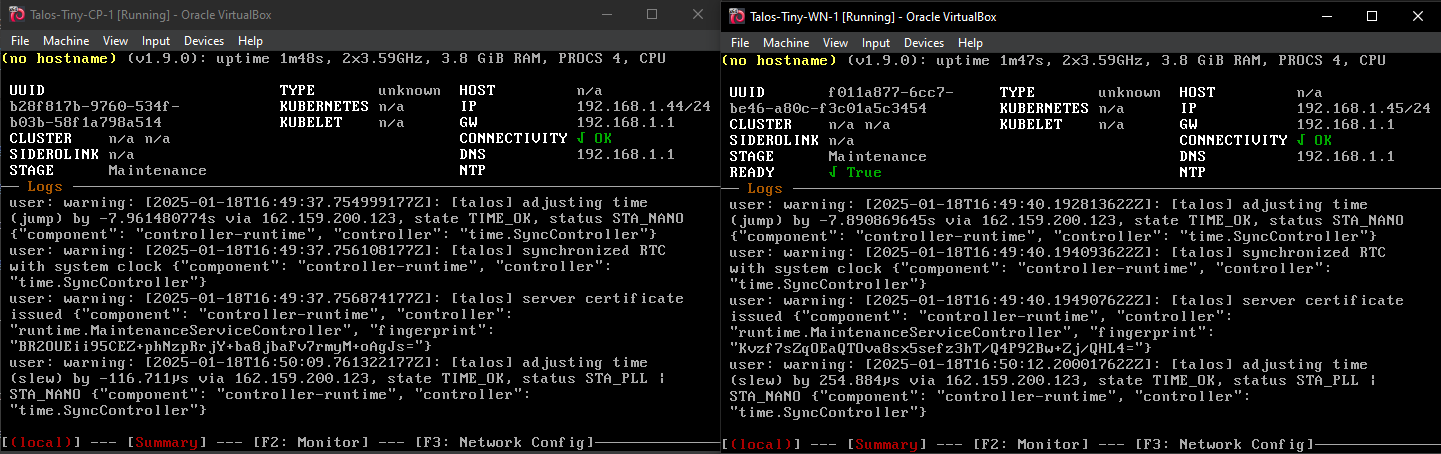 Talos-Tiny-CP-1 [Running] - Oracle VirtualBox
File Machine View Input Devices Help
(no hostname) (v1.9.0): uptime 1m48s, 2x3.59GHz, 3.8 GiB RAM, PROCS 4, CPU
UUID TYPE unknown HOST n/a
b28f817b-9760-534f- KUBERNETES n/a IP 192.168.1.44/24
b03b-58f1a798a514 KUBELET n/a GW 192.168.1.1
CLUSTER n/a n/a CONNECTIVITY √ OK
SIDEROLINK n/a DNS 192.168.1.1
STAGE Maintenance NTP
Logs
user: warning: [2025-01-18T16:49:37.754999177Z]: [talos] adjusting time
(jump) by -7.961480774s via 162.159.200.123, state TIME_OK, status STA_NANO
{"component": "controller-runtime", "controller": "time.SyncController"}
user: warning: [2025-01-18T16:49:37.756108177Z]: [talos] synchronized RTC
with system clock {"component": "controller-runtime", "controller":
"time.SyncController"}
user: warning: [2025-01-18T16:49:37.756874177Z]: [talos] server certificate
issued {"component": "controller-runtime", "controller":
"runtime.MaintenanceServiceController", "fingerprint":
"BR2OUEii95CEZ+phNzpRrjY+ba8jbaFv7rmyM+oAgJs="}
user: warning: [2025-01-18T16:50:09.761322177Z]: [talos] adjusting time
(slew) by -116.711µs via 162.159.200.123, state TIME_OK, status STA_PLL |
STA_NANO {"component": "controller-runtime", "controller":
"time.SyncController"}
[(local)] --- [Summary] --- [F2: Monitor] --- [F3: Network Config]
Talos-Tiny-WN-1 [Running] - Oracle VirtualBox
File Machine View Input Devices Help
(no hostname) (v1.9.0): uptime 1m47s, 2x3.59GHz, 3.8 GiB RAM, PROCS 4, CPU
UUID f011a877-6cc7- TYPE unknown HOST n/a
be46-a80c-f3c01a5c3454 KUBERNETES n/a IP 192.168.1.45/24
CLUSTER n/a n/a KUBELET n/a GW 192.168.1.1
SIDEROLINK n/a CONNECTIVITY √ OK
STAGE Maintenance DNS 192.168.1.1
READY √ True NTP
Logs
user: warning: [2025-01-18T16:49:40.192813622Z]: [talos] adjusting time
(jump) by -7.890869645s via 162.159.200.123, state TIME_OK, status STA_NANO
{"component": "controller-runtime", "controller": "time.SyncController"}
user: warning: [2025-01-18T16:49:40.194093622Z]: [talos] synchronized RTC
with system clock {"component": "controller-runtime", "controller":
"time.SyncController"}
user: warning: [2025-01-18T16:49:40.194907622Z]: [talos] server certificate
issued {"component": "controller-runtime", "controller":
"runtime.MaintenanceServiceController", "fingerprint":
"Kvzf7sZqOEaQTOva8sx5sefz3hT/Q4P92Bw+Zj/QHL4="}
user: warning: [2025-01-18T16:50:12.200017622Z]: [talos] adjusting time
(slew) by 254.884µs via 162.159.200.123, state TIME_OK, status STA_PLL |
STA_NANO {"component": "controller-runtime", "controller":
"time.SyncController"}
[(local)] --- [Summary] --- [F2: Monitor] --- [F3: Network Config]